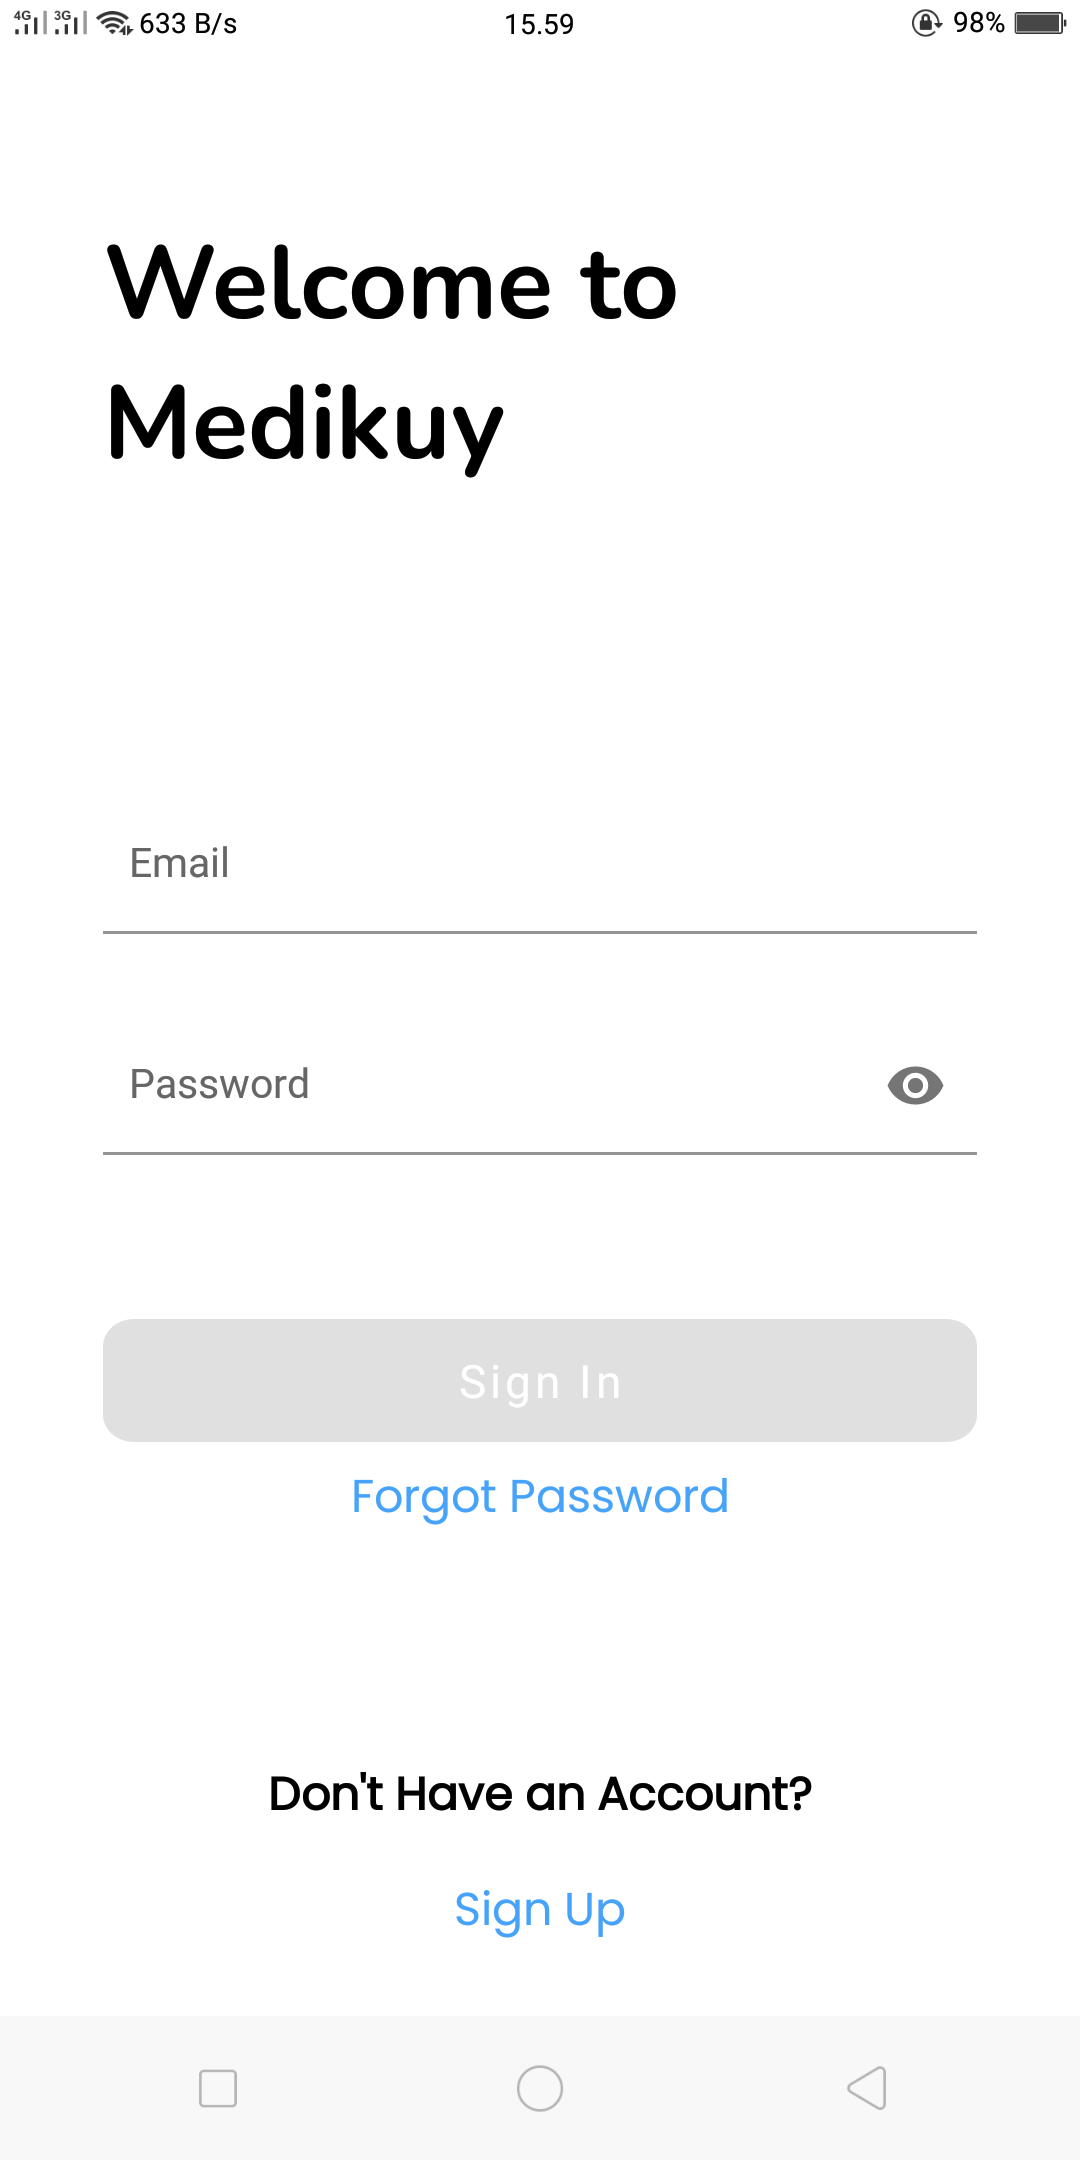 4G 3G 633 B/s 15.59 98%
Welcome to
Medikuy
Email
Password
Sign In
Forgot Password
Don't Have an Account?
Sign Up